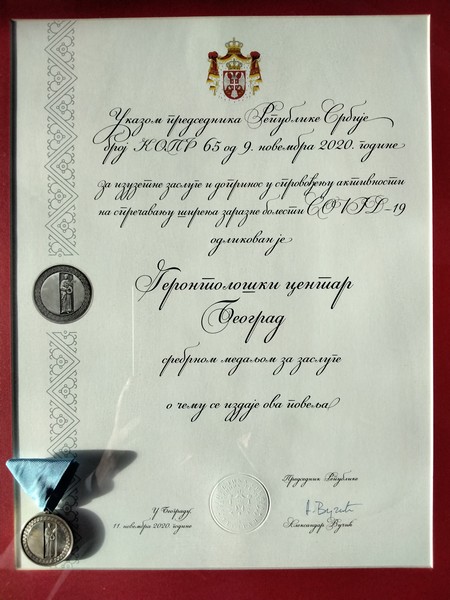 Указом председника Републике Србије
број КОПР 65 од 9. новембра 2020. године
за изузетне заслуге и допринос у спровођењу активности
на спречавању ширења заразне болести COVID-19
одликован је
Геронтолошки центар
Београд
сребрном медаљом за заслуге
о чему се издаје ова повеља
Председник Републике
У Београду,
11. новембра 2020. године
А. Вучић
Александар Вучић